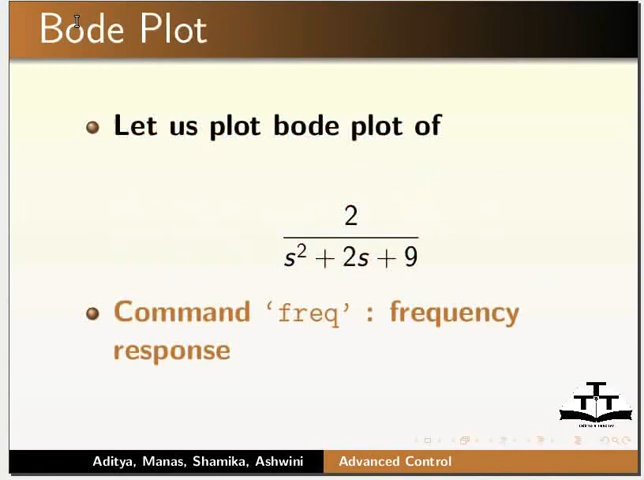 Bode Plot
Let us plot bode plot of
2
s² + 2s + 9
Command ‘freq’ : frequency
response
TTT
Aditya, Manas, Shamika, Ashwini Advanced Control